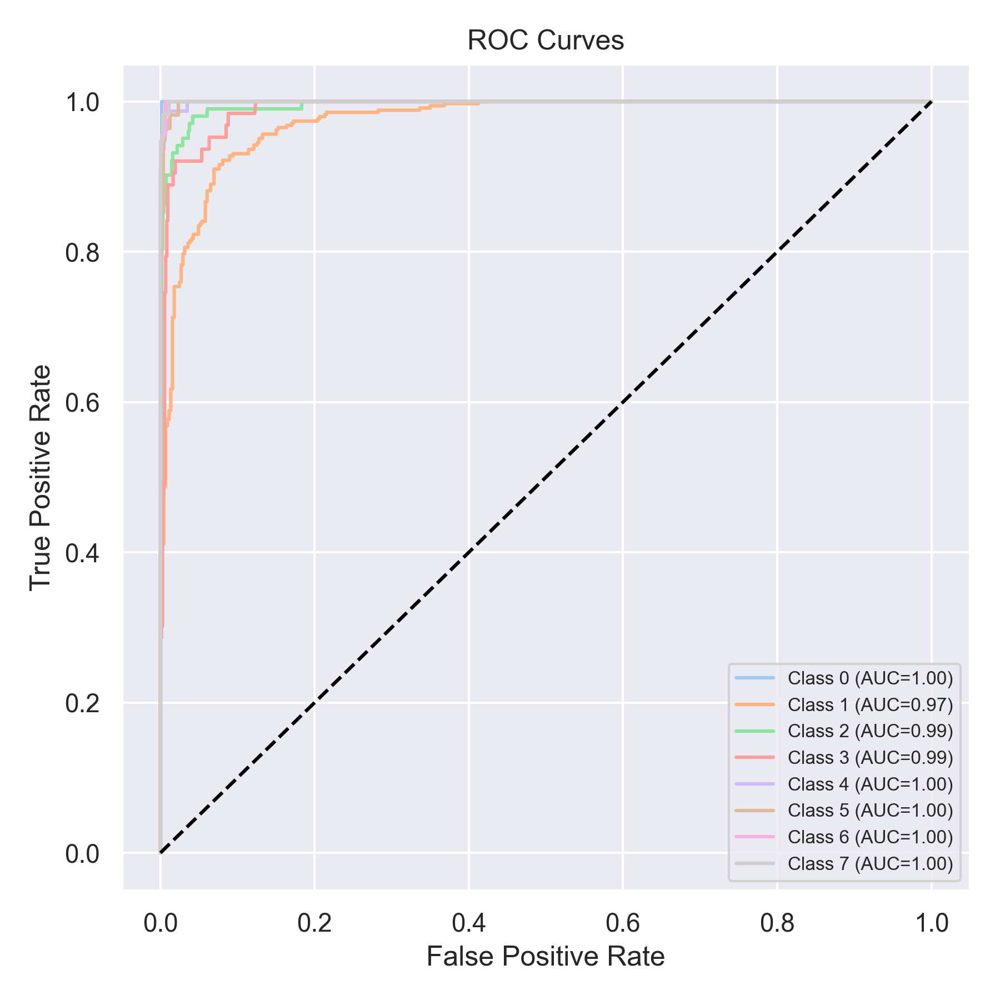 ROC Curves
1.0
0.8
0.6
0.4
0.2
0.0
True Positive Rate
0.0 0.2 0.4 0.6 0.8 1.0
False Positive Rate
Class 0 (AUC=1.00)
Class 1 (AUC=0.97)
Class 2 (AUC=0.99)
Class 3 (AUC=0.99)
Class 4 (AUC=1.00)
Class 5 (AUC=1.00)
Class 6 (AUC=1.00)
Class 7 (AUC=1.00)